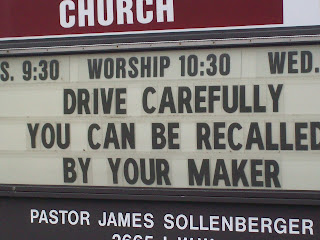 CHURCH
S. 9:30 WORSHIP 10:30 WED.
DRIVE CAREFULLY
YOU CAN BE RECALLED
BY YOUR MAKER
PASTOR JAMES SOLLENBERGER